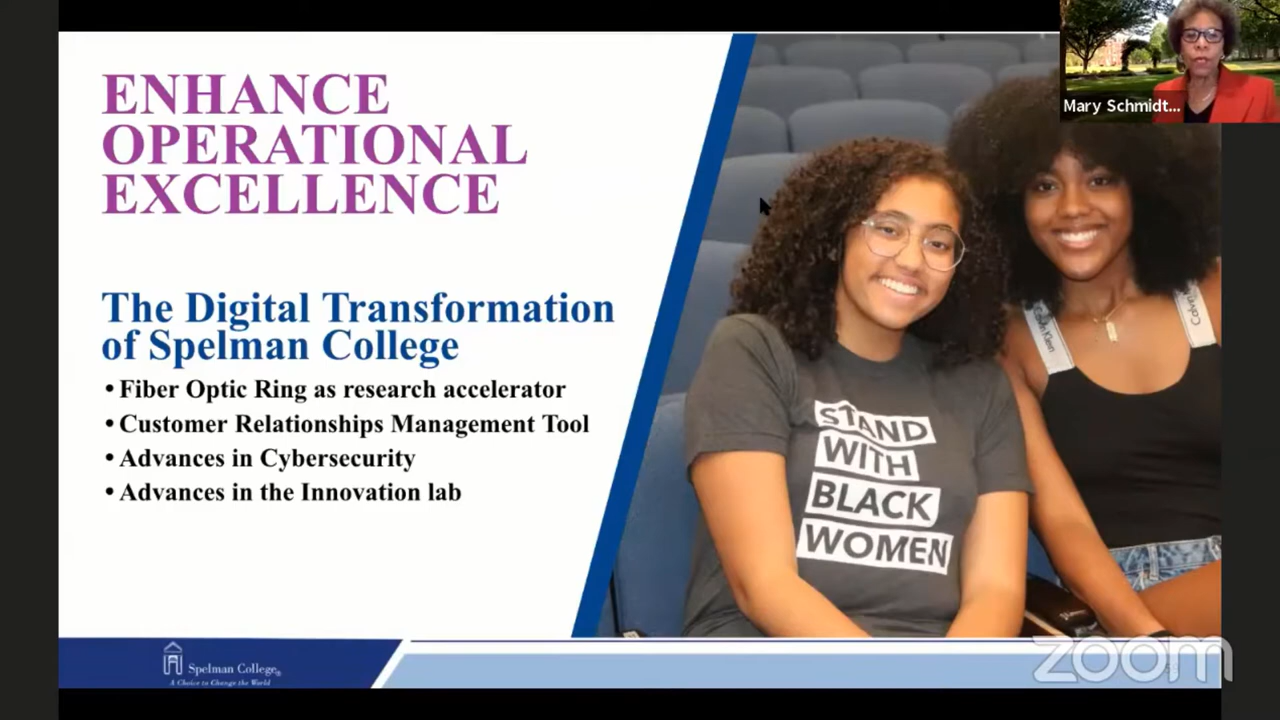 ENHANCE
OPERATIONAL
EXCELLENCE
The Digital Transformation
of Spelman College
• Fiber Optic Ring as research accelerator
• Customer Relationships Management Tool
• Advances in Cybersecurity
• Advances in the Innovation lab
Mary Schmidt...
Calvin Klein
STAND
WITH
BLACK
WOMEN
Spelman College®
A Choice to Change the World
zoom